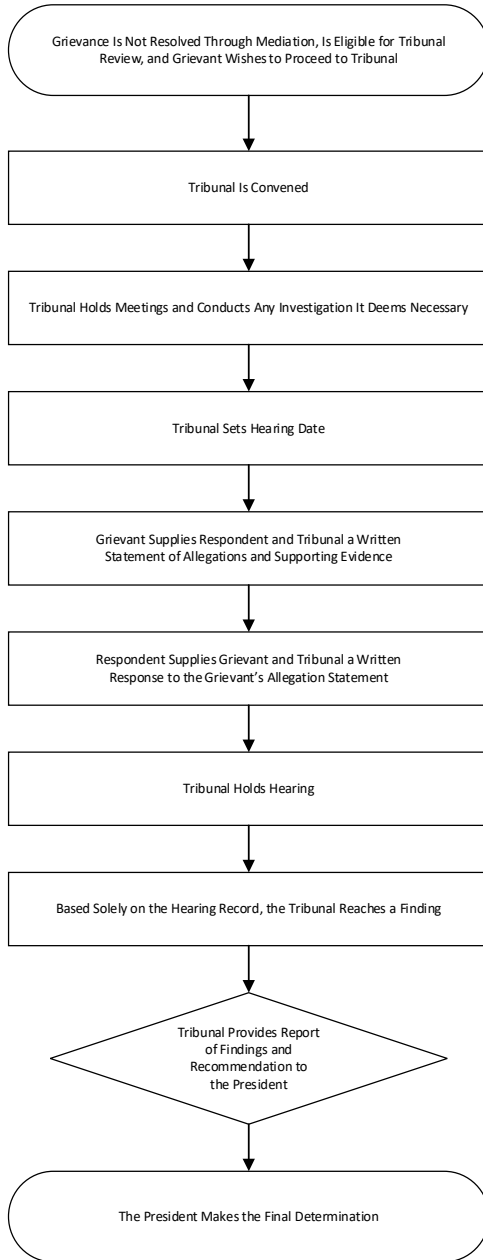 Grievance Is Not Resolved Through Mediation, Is Eligible for Tribunal
Review, and Grievant Wishes to Proceed to Tribunal
Tribunal Is Convened
Tribunal Holds Meetings and Conducts Any Investigation It Deems Necessary
Tribunal Sets Hearing Date
Grievant Supplies Respondent and Tribunal a Written
Statement of Allegations and Supporting Evidence
Respondent Supplies Grievant and Tribunal a Written
Response to the Grievant’s Allegation Statement
Tribunal Holds Hearing
Based Solely on the Hearing Record, the Tribunal Reaches a Finding
Tribunal Provides Report
of Findings and
Recommendation to
the President
The President Makes the Final Determination